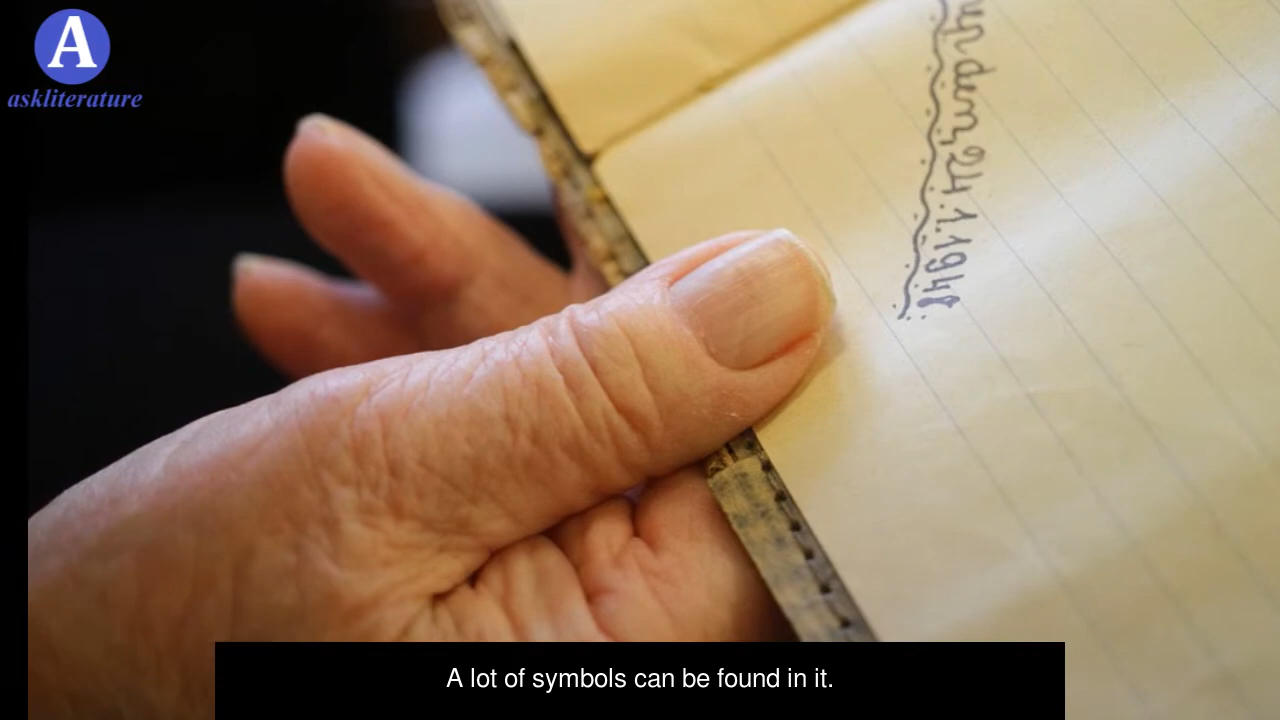 A
askliterature
den, 24.1.1948
A lot of symbols can be found in it.